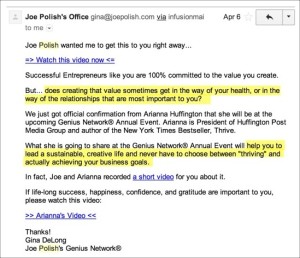 Joe Polish's Office gina@joepolish.com via infusionmai    Apr 6
to me
Joe Polish wanted me to get this to you right away…
=> Watch this video now <=
Successful Entrepreneurs like you are 100% committed to the value you create.
But... does creating that value sometimes get in the way of your health, or in the
way of the relationships that are most important to you?
We just got official confirmation from Arianna Huffington that she will be at the
upcoming Genius Network® Annual Event. Arianna is President of Huffington Post
Media Group and author of the New York Times Bestseller, Thrive.
What she is going to share at the Genius Network® Annual Event will help you to
lead a sustainable, creative life and never have to choose between "thriving" and
actually achieving your business goals.
In fact, Joe and Arianna recorded a short video for you about it.
If life-long success, happiness, confidence, and gratitude are important to you,
please watch this video:
=> Arianna's Video <=
Thanks!
Gina DeLong
Joe Polish's Genius Network®